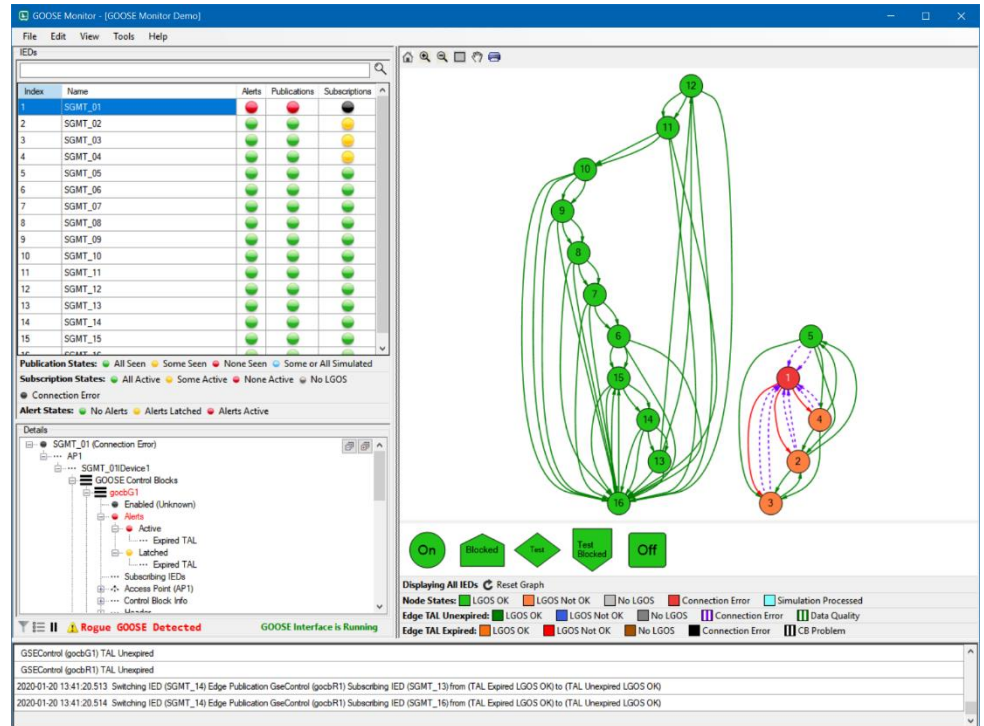 GOOSE Monitor - [GOOSE Monitor Demo]
File Edit View Tools Help
IEDs
Index Name Alerts Publications Subscriptions
1 SGMT_01
2 SGMT_02
3 SGMT_03
4 SGMT_04
5 SGMT_05
6 SGMT_06
7 SGMT_07
8 SGMT_08
9 SGMT_09
10 SGMT_10
11 SGMT_11
12 SGMT_12
13 SGMT_13
14 SGMT_14
15 SGMT_15
16 SGMT_16
Publication States: All Seen Some Seen None Seen Some or All Simulated
Subscription States: All Active Some Active None Active No LGOS
Connection Error
Alert States: No Alerts Alerts Latched Alerts Active
Details
SGMT_01 (Connection Error)
AP1
SGMT_01Device1
GOOSE Control Blocks
gocbG1
Enabled (Unknown)
Alerts
Active
Expired TAL
Latched
Expired TAL
Subscribing IEDs
Access Point (AP1)
Control Block Info
Header
Rogue GOOSE Detected GOOSE Interface is Running
12
11
10
9
8
7
6
15
14
13
16
5
1
4
2
3
On Blocked Test Test Blocked Off
Displaying All IEDs Reset Graph
Node States: LGOS OK LGOS Not OK No LGOS Connection Error Simulation Processed
Edge TAL Unexpired: LGOS OK LGOS Not OK No LGOS Connection Error Data Quality
Edge TAL Expired: LGOS OK LGOS Not OK No LGOS Connection Error CB Problem
GSEControl (gocbG1) TAL Unexpired
GSEControl (gocbR1) TAL Unexpired
2020-01-20 13:41:20.513 Switching IED (SGMT_14) Edge Publication GseControl (gocbR1) Subscribing IED (SGMT_13) from (TAL Expired LGOS OK) to (TAL Unexpired LGOS OK)
2020-01-20 13:41:20.514 Switching IED (SGMT_14) Edge Publication GseControl (gocbR1) Subscribing IED (SGMT_16) from (TAL Expired LGOS OK) to (TAL Unexpired LGOS OK)